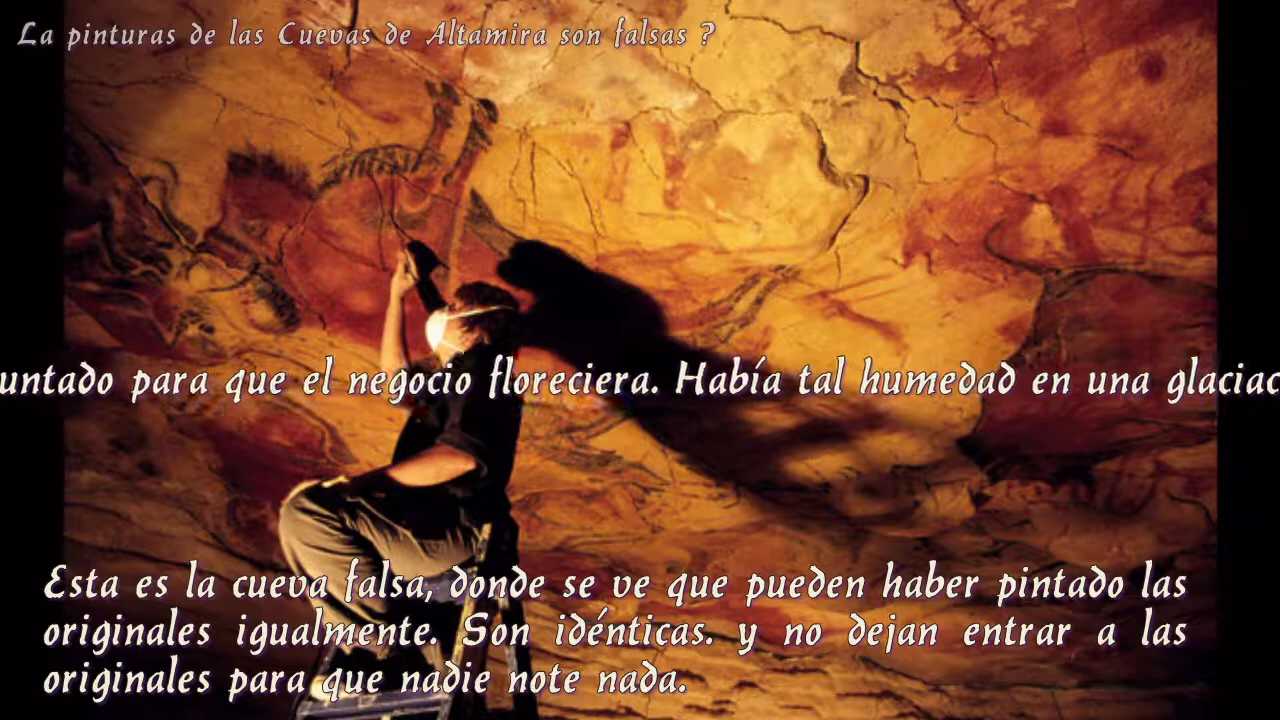 La pinturas de las Cuevas de Altamira son falsas ?
untado para que el negocio floreciera. Había tal humedad en una glaciac
Esta es la cueva falsa, donde se ve que pueden haber pintado las
originales igualmente. Son idénticas. y no dejan entrar a las
originales para que nadie note nada.